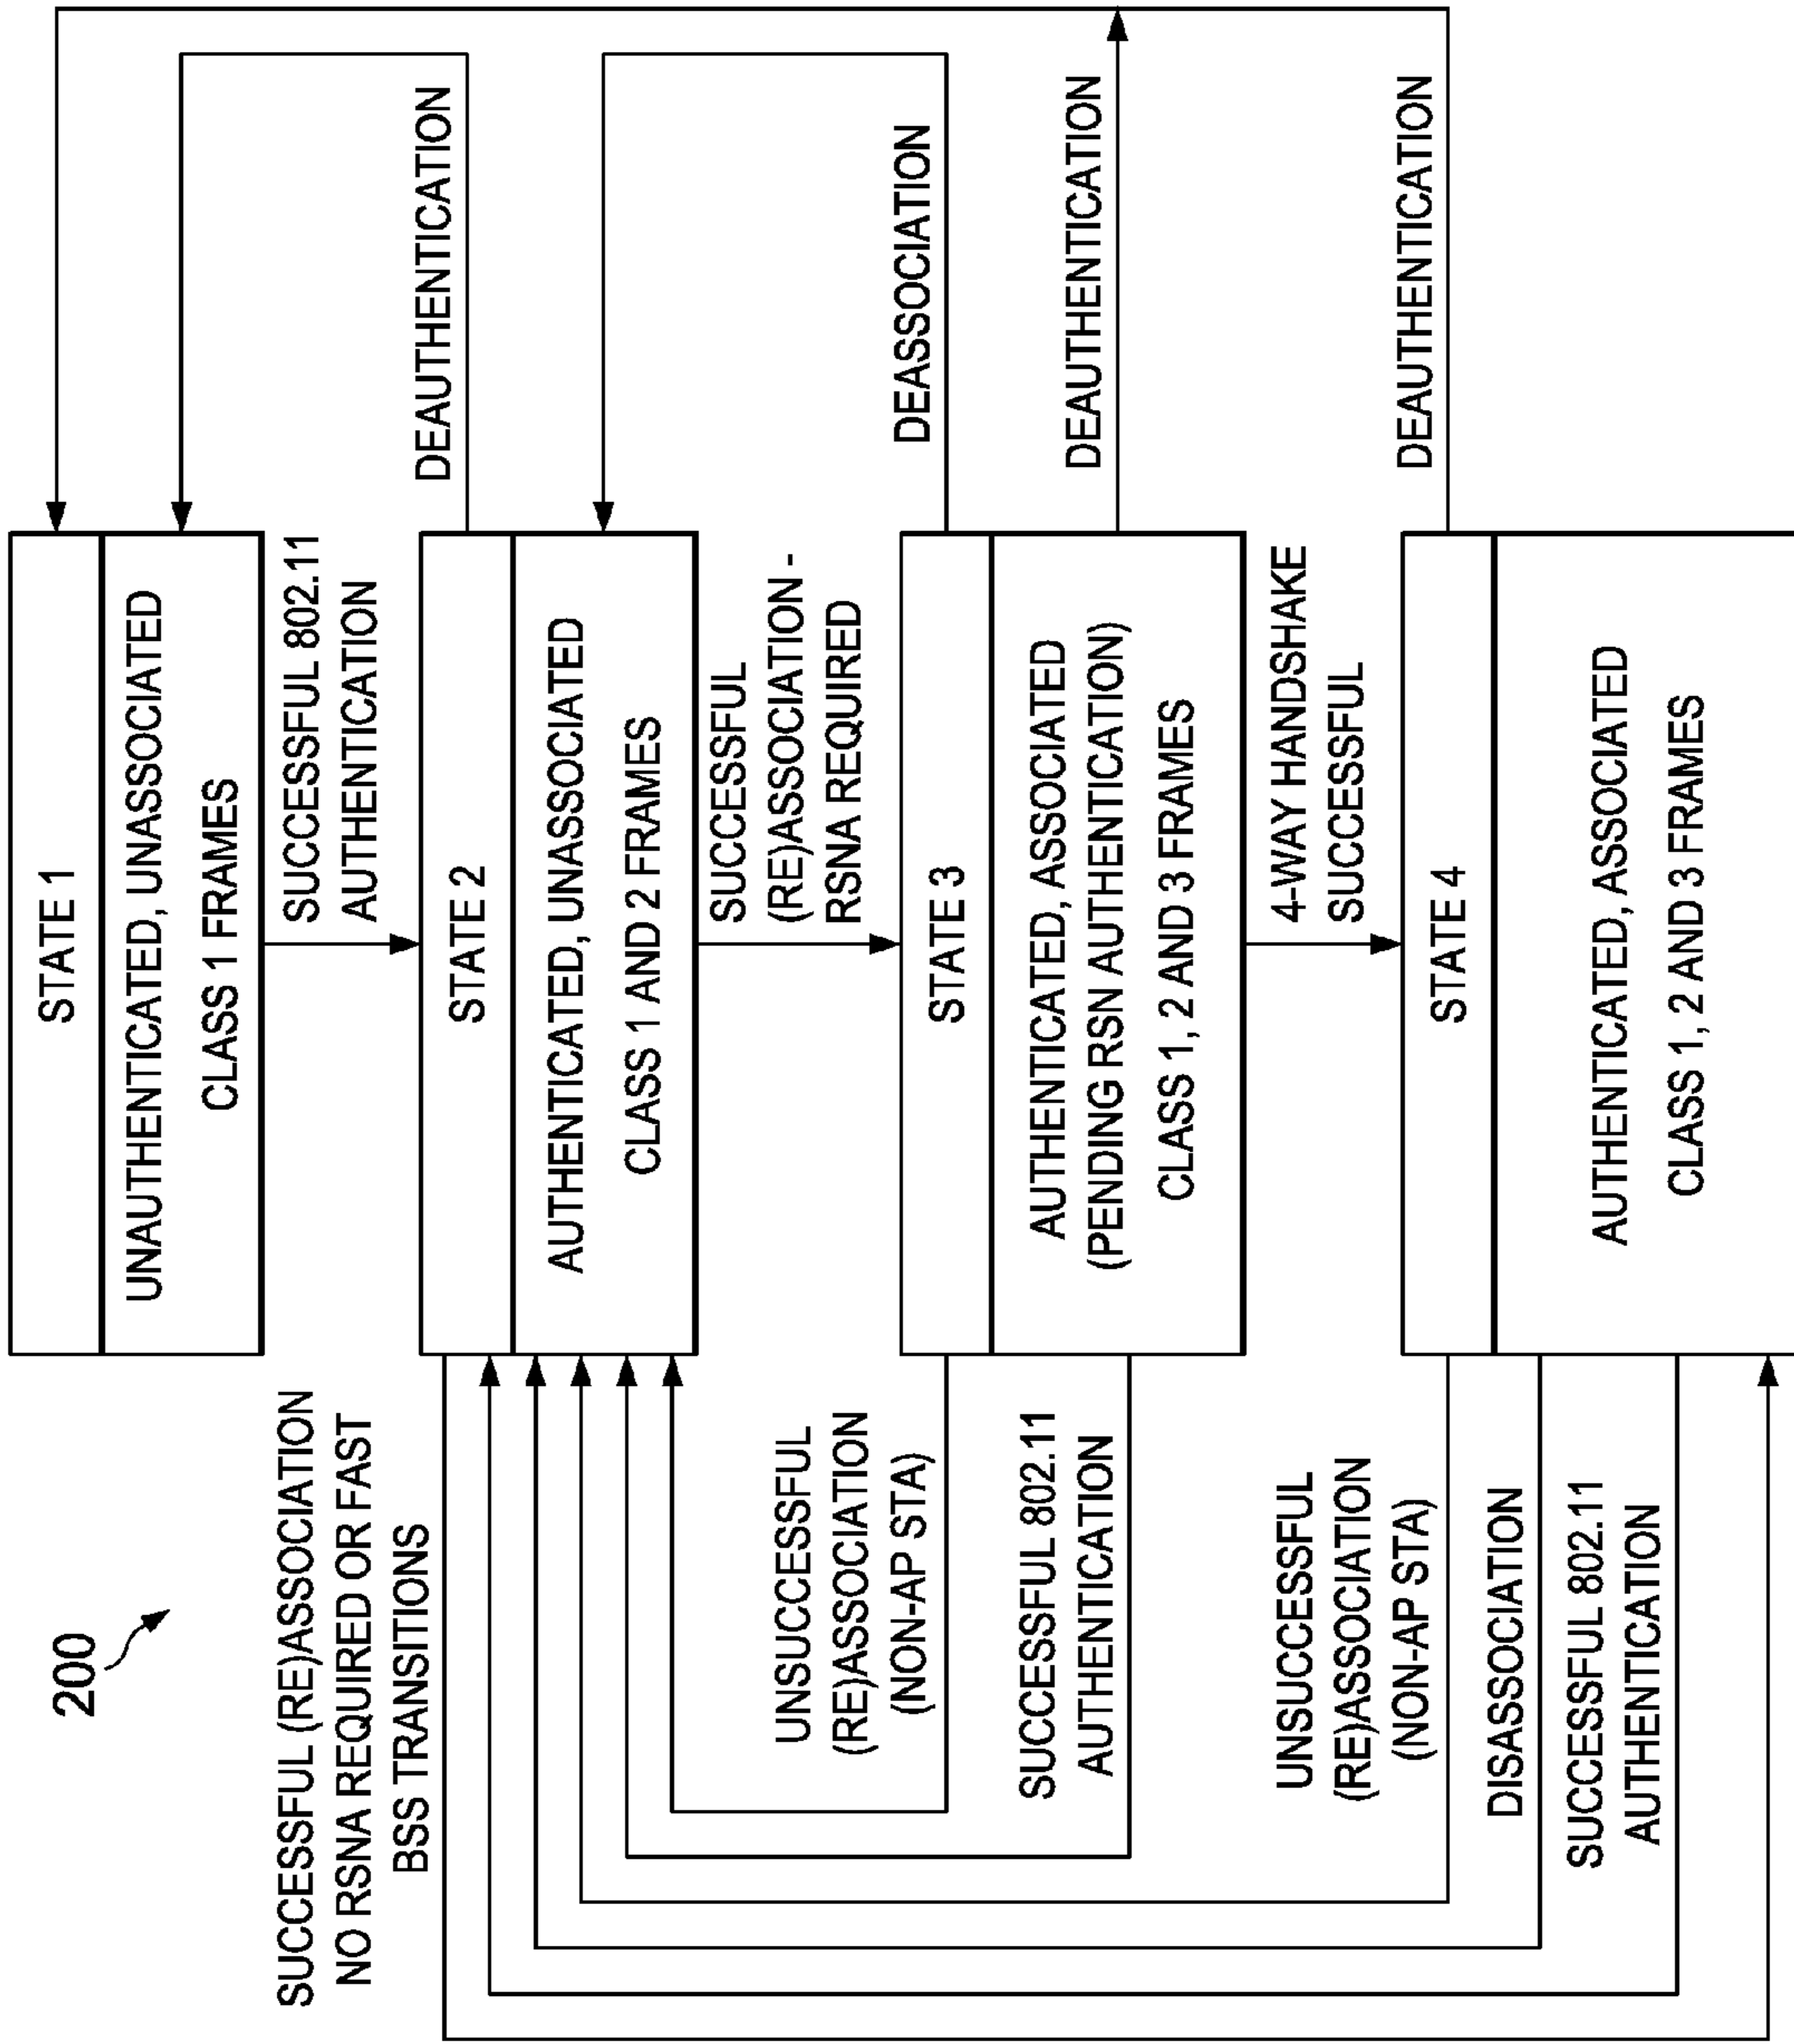 200
STATE 1
UNAUTHENTICATED, UNASSOCIATED
CLASS 1 FRAMES
SUCCESSFUL 802.11
AUTHENTICATION
DEAUTHENTICATION
SUCCESSFUL (RE)ASSOCIATION
NO RSNA REQUIRED OR FAST
BSS TRANSITIONS
STATE 2
AUTHENTICATED, UNASSOCIATED
CLASS 1 AND 2 FRAMES
SUCCESSFUL
(RE)ASSOCIATION -
RSNA REQUIRED
DEASSOCIATION
UNSUCCESSFUL
(RE)ASSOCIATION
(NON-AP STA)
STATE 3
AUTHENTICATED, ASSOCIATED
(PENDING RSN AUTHENTICATION)
CLASS 1, 2 AND 3 FRAMES
DEAUTHENTICATION
SUCCESSFUL 802.11
AUTHENTICATION
4-WAY HANDSHAKE
SUCCESSFUL
DEAUTHENTICATION
UNSUCCESSFUL
(RE)ASSOCIATION
(NON-AP STA)
STATE 4
AUTHENTICATED, ASSOCIATED
CLASS 1, 2 AND 3 FRAMES
DISASSOCIATION
SUCCESSFUL 802.11
AUTHENTICATION